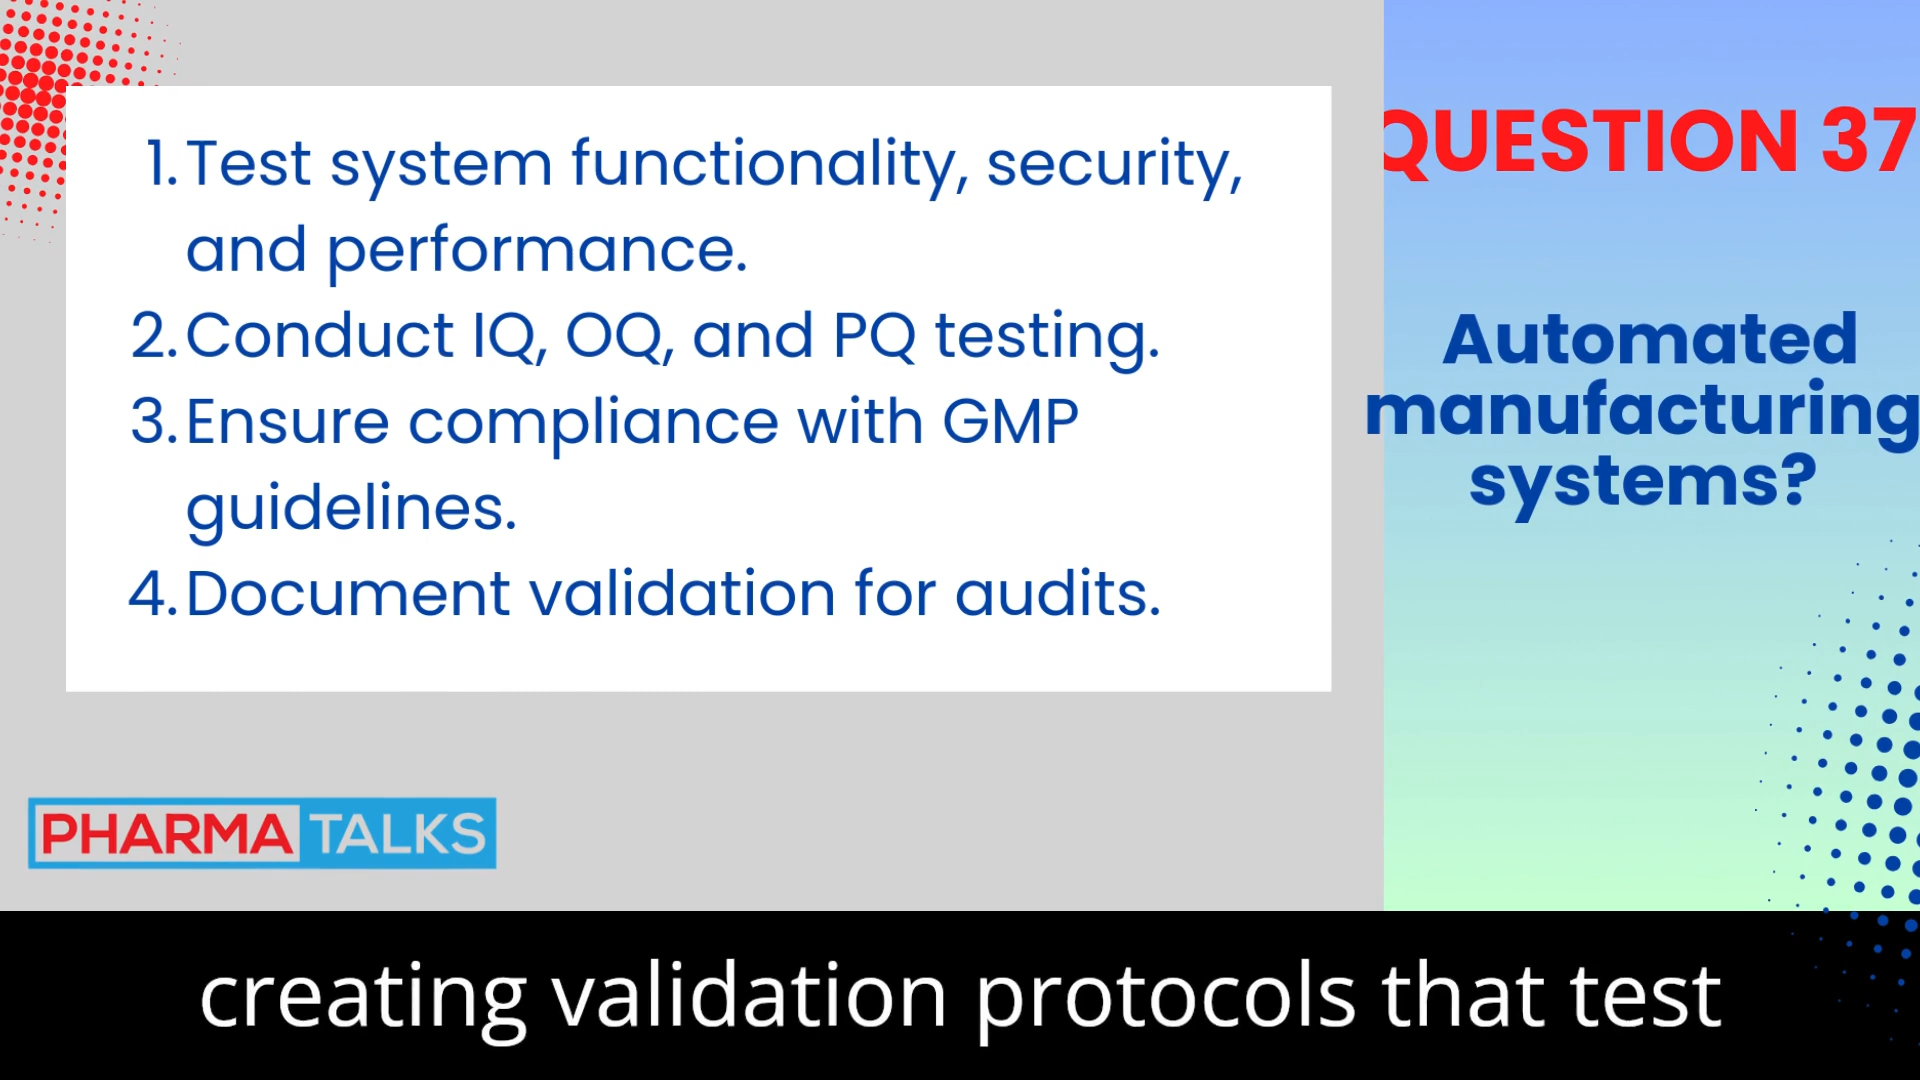 1. Test system functionality, security,
and performance.
2. Conduct IQ, OQ, and PQ testing.
3. Ensure compliance with GMP
guidelines.
4. Document validation for audits.
QUESTION 37
Automated
manufacturing
systems?
PHARMA TALKS
creating validation protocols that test